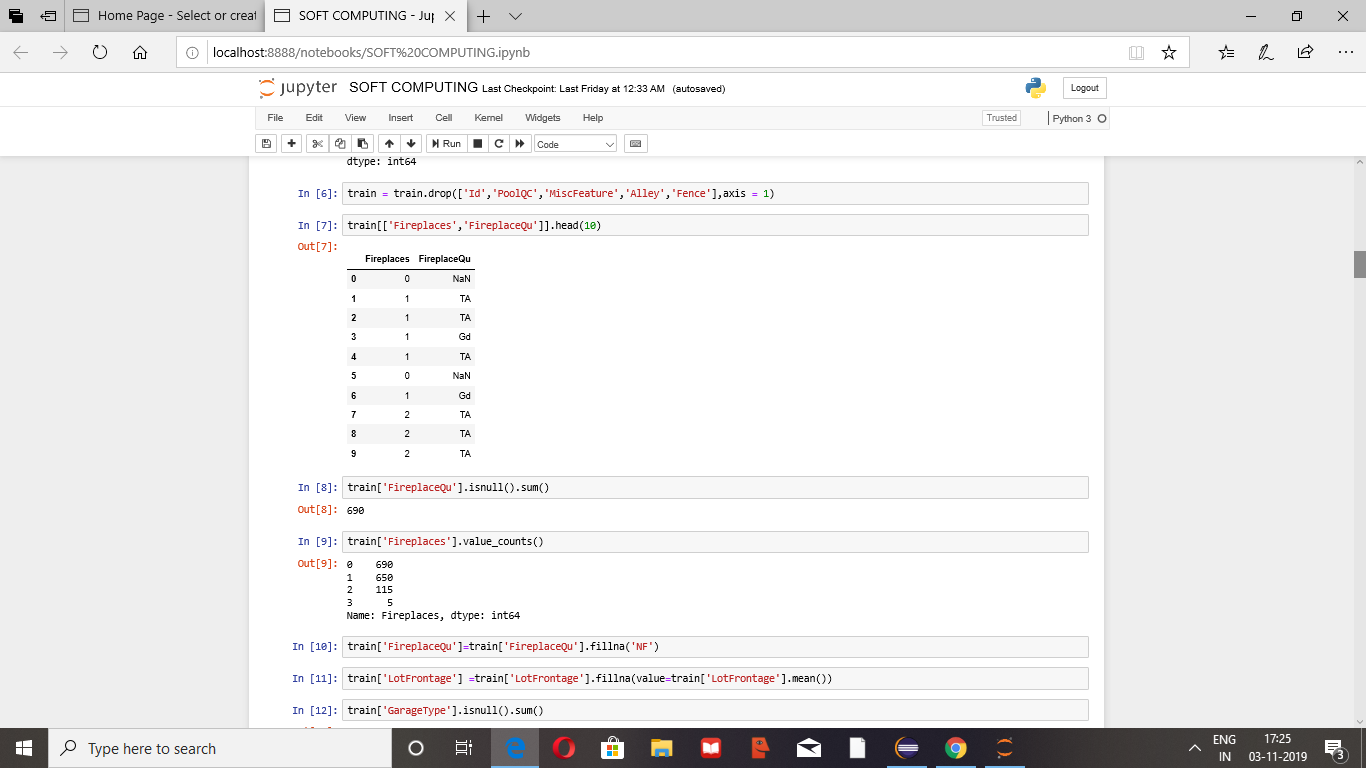 Home Page - Select or creat
SOFT COMPUTING - Jup
localhost:8888/notebooks/SOFT%20COMPUTING.ipynb
jupyter SOFT COMPUTING Last Checkpoint: Last Friday at 12:33 AM (autosaved)
Logout
File Edit View Insert Cell Kernel Widgets Help
Trusted
Python 3
Run
Code
dtype: int64
In [6]: train = train.drop(['Id','PoolQC','MiscFeature','Alley','Fence'],axis = 1)
In [7]: train[['Fireplaces','FireplaceQu']].head(10)
Out[7]:
Fireplaces FireplaceQu
0 0 NaN
1 1 TA
2 1 TA
3 1 Gd
4 1 TA
5 0 NaN
6 1 Gd
7 2 TA
8 2 TA
9 2 TA
In [8]: train['FireplaceQu'].isnull().sum()
Out[8]: 690
In [9]: train['Fireplaces'].value_counts()
Out[9]: 0 690
1 650
2 115
3 5
Name: Fireplaces, dtype: int64
In [10]: train['FireplaceQu']=train['FireplaceQu'].fillna('NF')
In [11]: train['LotFrontage'] =train['LotFrontage'].fillna(value=train['LotFrontage'].mean())
In [12]: train['GarageType'].isnull().sum()
Type here to search
ENG
IN
17:25
03-11-2019
3